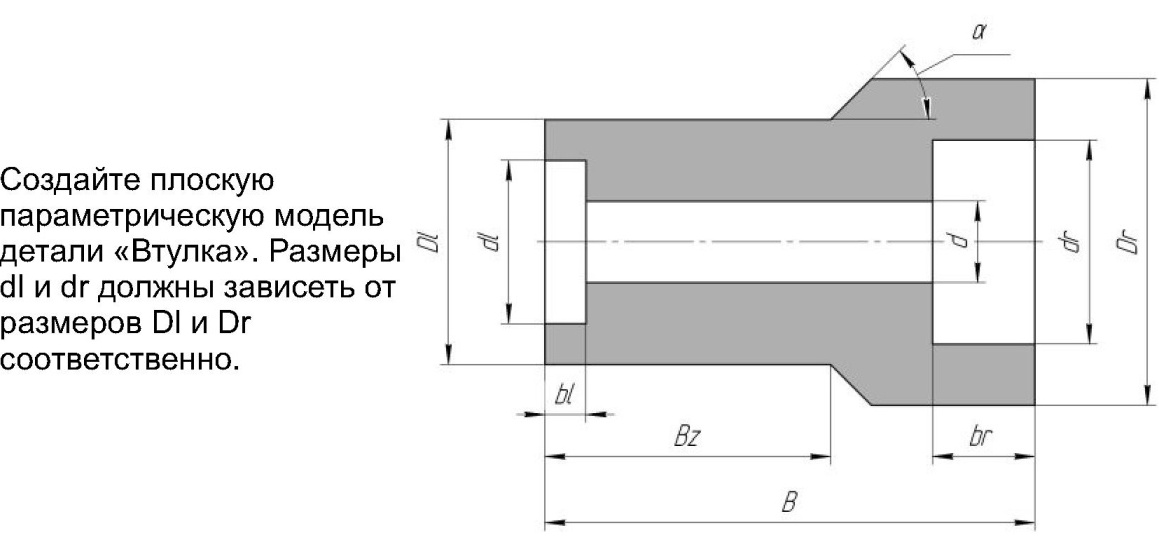 Создайте плоскую
параметрическую модель
детали «Втулка». Размеры
dl и dr должны зависеть от
размеров Dl и Dr
соответственно.
α
Dl
dl
d
dr
Dr
bl
Bz
br
B